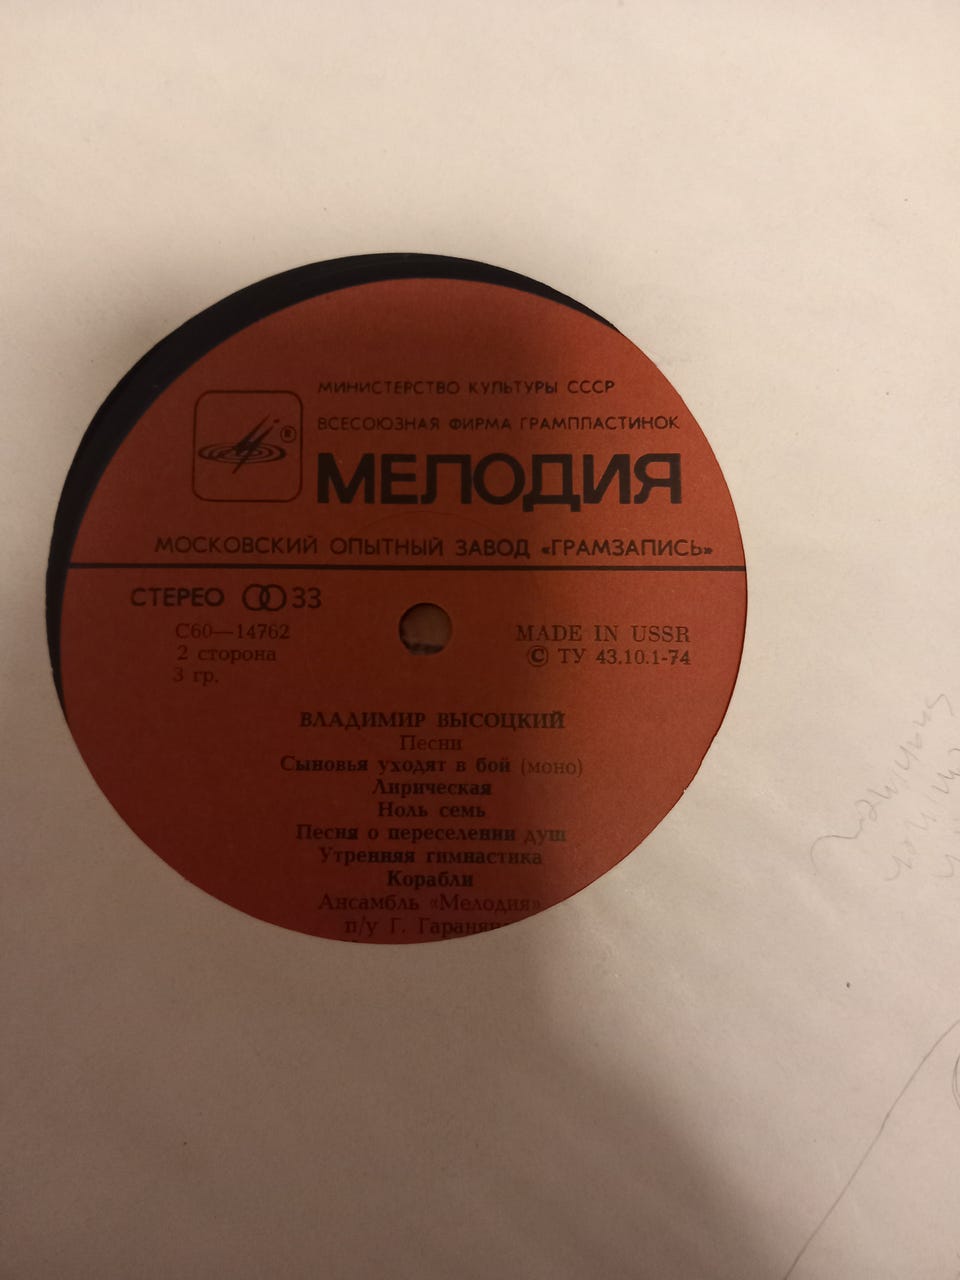 МИНИСТЕРСТВО КУЛЬТУРЫ СССР
ВСЕСОЮЗНАЯ ФИРМА ГРАМПЛАСТИНОК
®
МЕЛОДИЯ
МОСКОВСКИЙ ОПЫТНЫЙ ЗАВОД «ГРАМЗАПИСЬ»
СТЕРЕО 33
С60—14762
2 сторона
3 гр.
MADE IN USSR
© ТУ 43.10.1-74
ВЛАДИМИР ВЫСОЦКИЙ
Песни
Сыновья уходят в бой (моно)
Лирическая
Ноль семь
Песня о переселении душ
Утренняя гимнастика
Корабли
Ансамбль «Мелодия»
п/у Г.